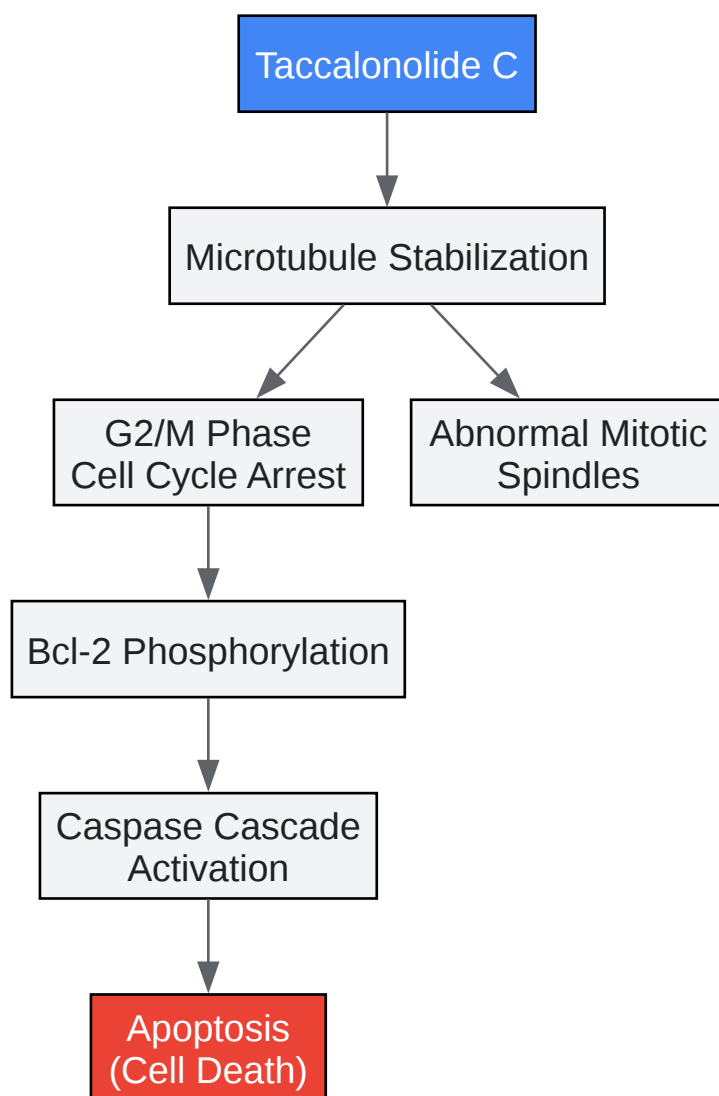 Taccalonolide C
Microtubule Stabilization
G2/M Phase
Cell Cycle Arrest
Abnormal Mitotic
Spindles
Bcl-2 Phosphorylation
Caspase Cascade
Activation
Apoptosis
(Cell Death)